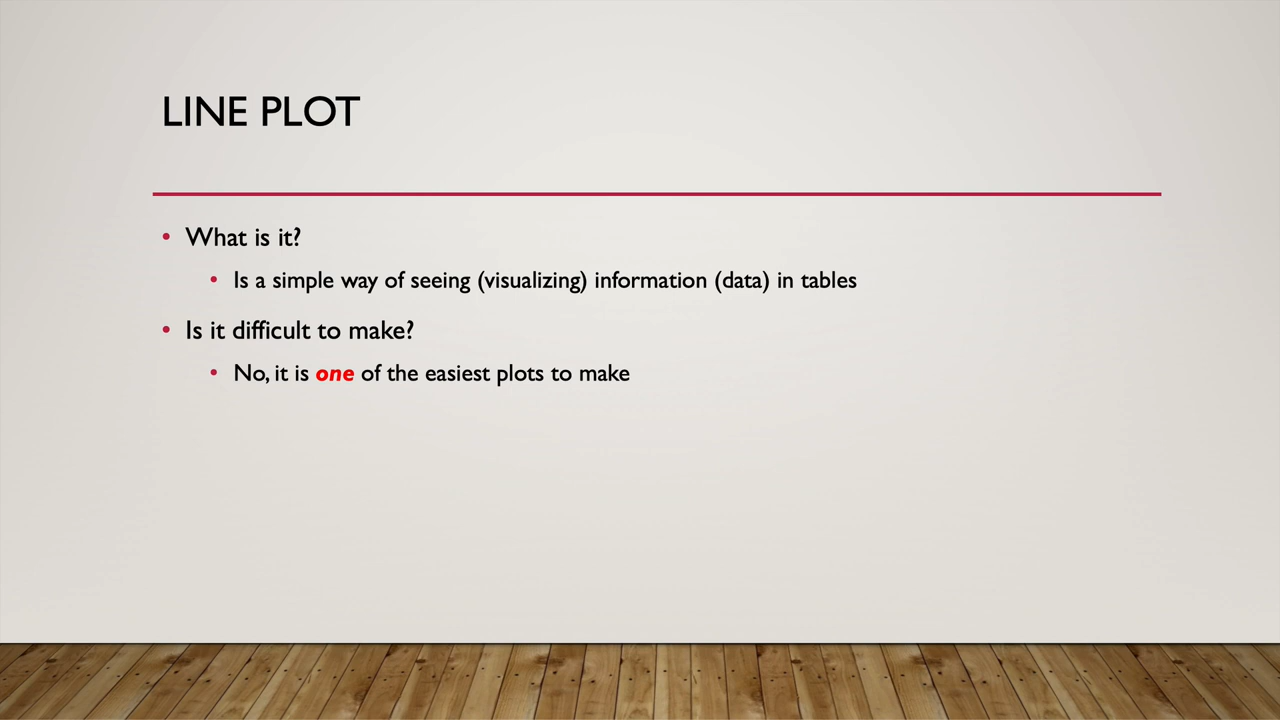 LINE PLOT
• What is it?
• Is a simple way of seeing (visualizing) information (data) in tables
• Is it difficult to make?
• No, it is one of the easiest plots to make